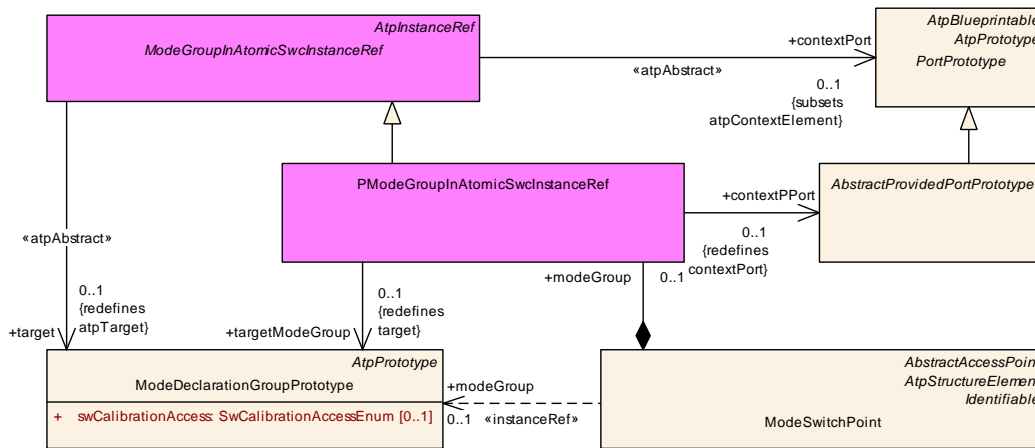 AtpInstanceRef
ModeGroupInAtomicSwcInstanceRef
AtpBlueprintable
AtpPrototype
PortPrototype
+contextPort
«atpAbstract»
0..1
{subsets
atpContextElement}
PModeGroupInAtomicSwcInstanceRef
AbstractProvidedPortPrototype
+contextPPort
0..1
{redefines
contextPort}
«atpAbstract»
+modeGroup
0..1
0..1
{redefines
atpTarget}
+target
0..1
{redefines
target}
+targetModeGroup
AtpPrototype
ModeDeclarationGroupPrototype
+ swCalibrationAccess: SwCalibrationAccessEnum [0..1]
+modeGroup
0..1
«instanceRef»
AbstractAccessPoint
AtpStructureElement
Identifiable
ModeSwitchPoint